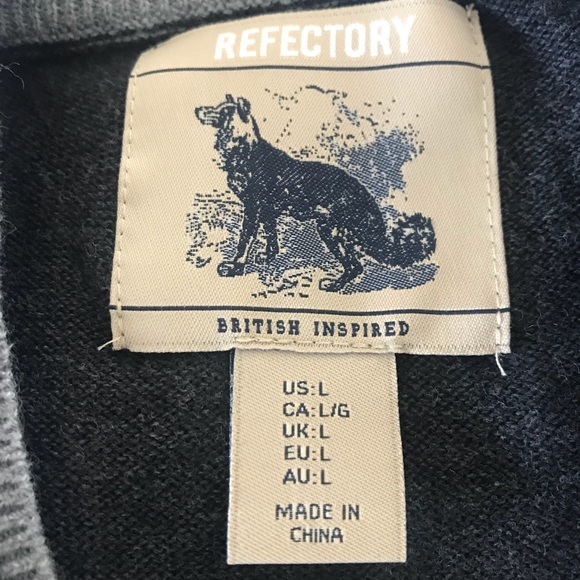 REFECTORY
BRITISH INSPIRED
US:L
CA:L/G
UK:L
EU:L
AU:L
MADE IN
CHINA